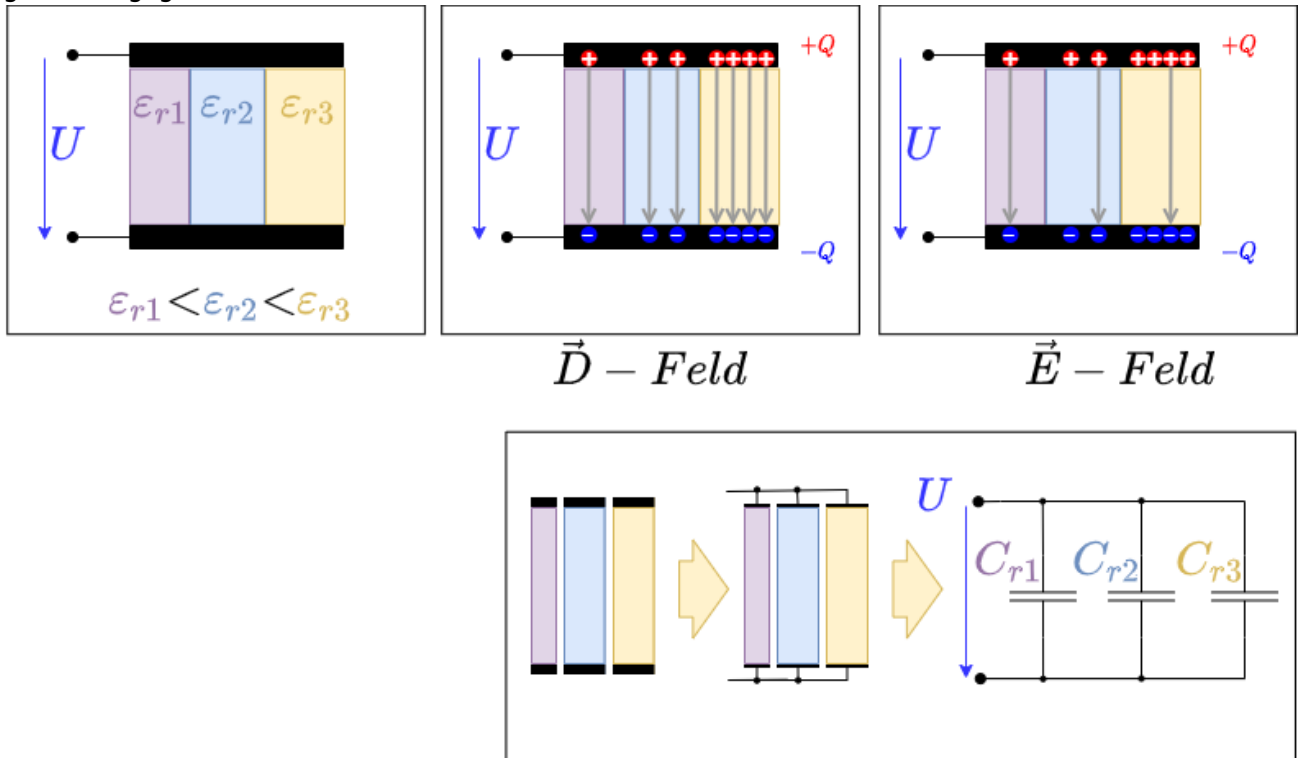 U
εr1 εr2 εr3
εr1<εr2<εr3
U
+ + + + + + +
+Q
- - - - - - -
−Q
D⃗ − Feld
U
+ + + + + + +
+Q
- - - - - - -
−Q
E⃗ − Feld
U
Cr1 Cr2 Cr3